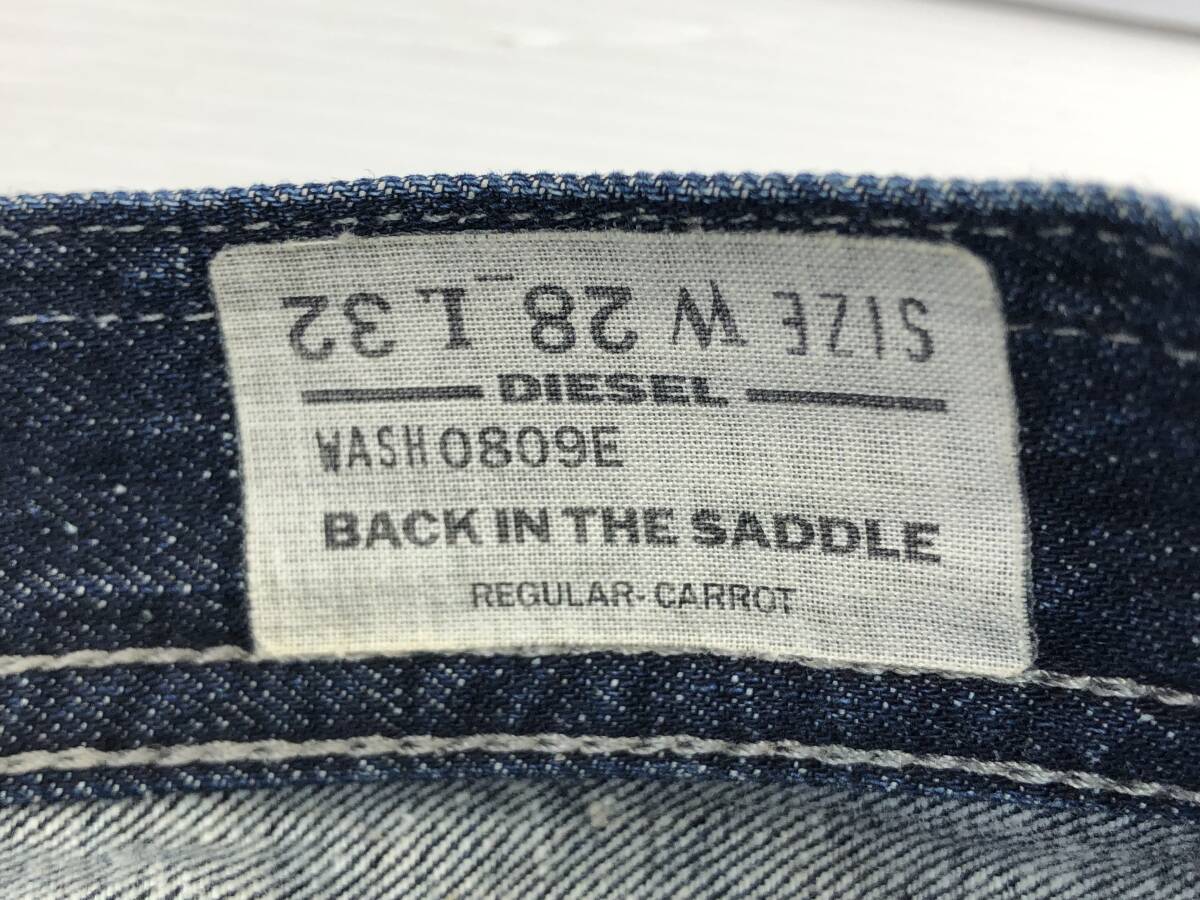 SIZE W 28 L 32
DIESEL
WASH0809E
BACK IN THE SADDLE
REGULAR-CARROT